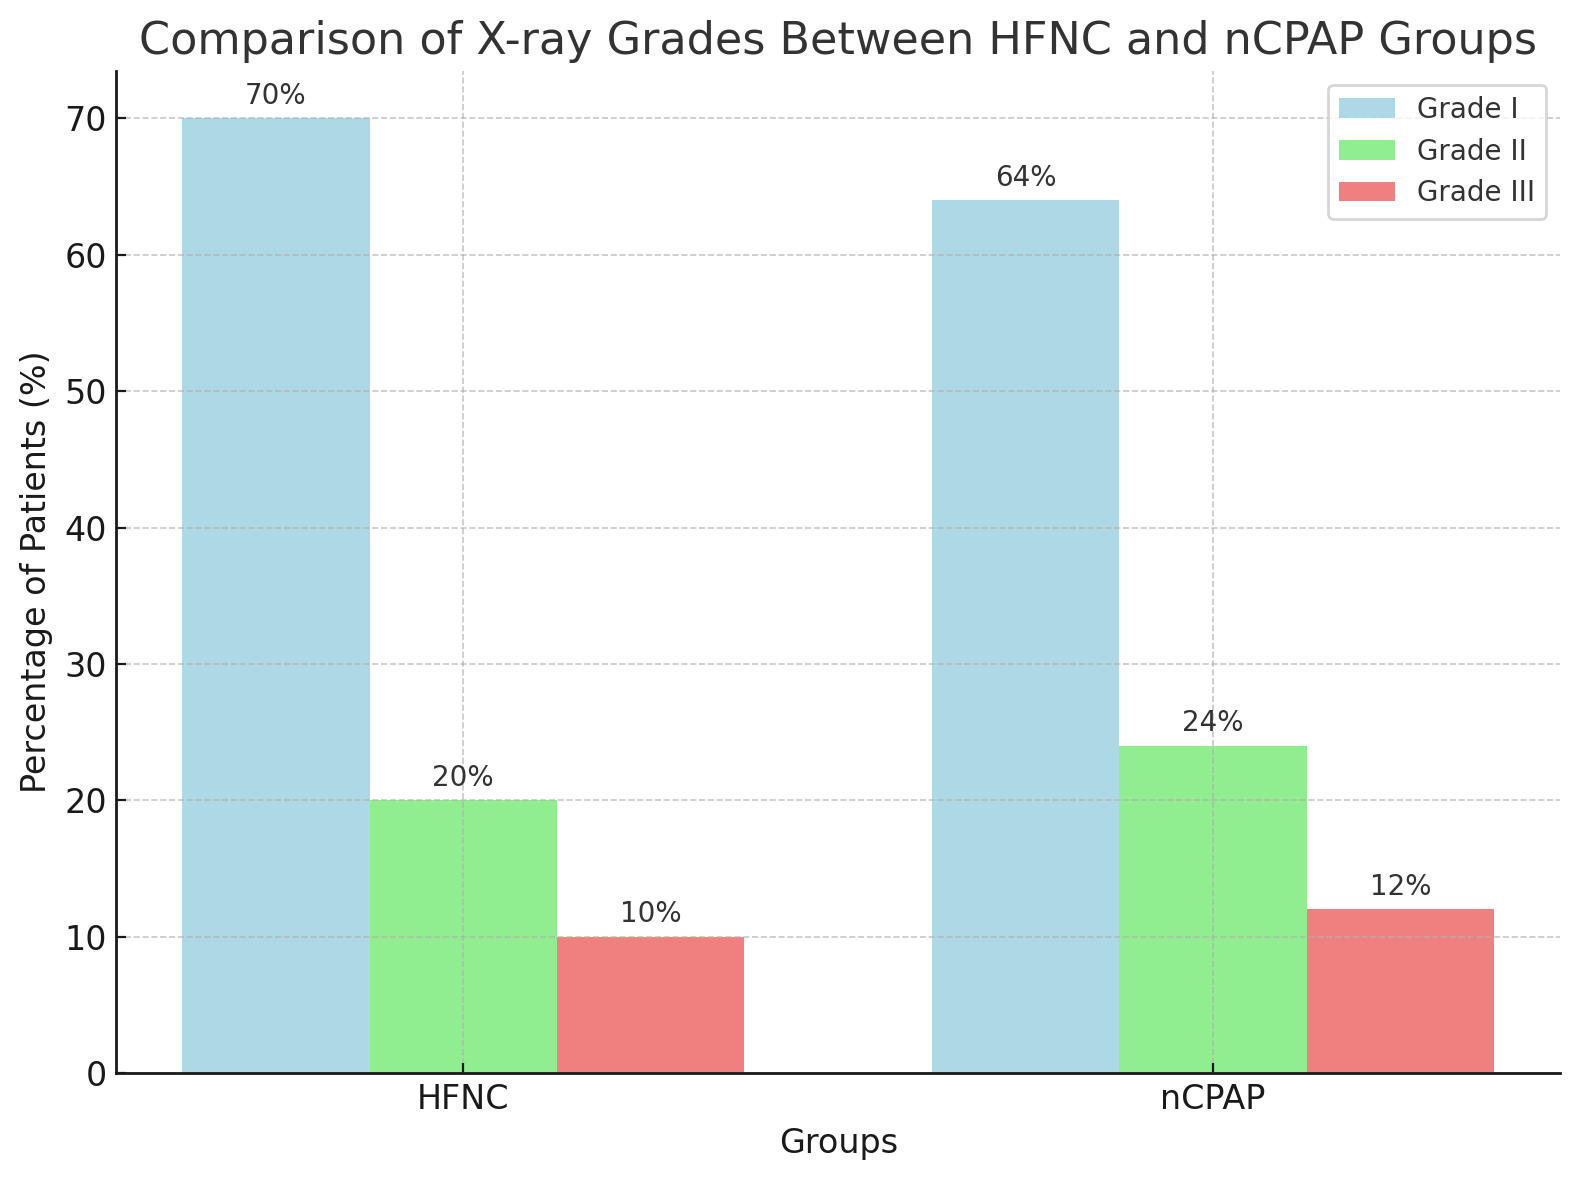 Comparison of X-ray Grades Between HFNC and nCPAP Groups
Percentage of Patients (%)
70
60
50
40
30
20
10
0
70%
20%
10%
64%
24%
12%
Grade I
Grade II
Grade III
HFNC
nCPAP
Groups